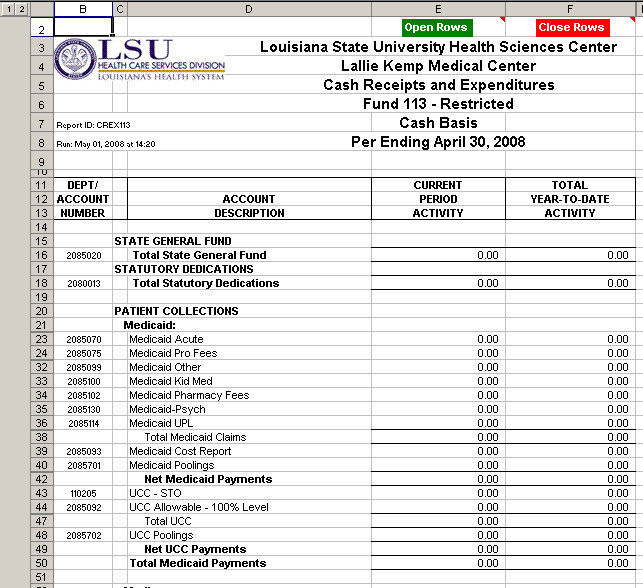 1 2 B C D E F
2 Open Rows Close Rows
3 LSU Louisiana State University Health Sciences Center
4 HEALTH CARE SERVICES DIVISION Lallie Kemp Medical Center
5 LOUISIANA'S HEALTH SYSTEM Cash Receipts and Expenditures
6 Fund 113 - Restricted
7 Report ID: CREX113 Cash Basis
8 Run: May 01, 2008 at 14:20 Per Ending April 30, 2008
9
10
11 DEPT/ CURRENT TOTAL
12 ACCOUNT ACCOUNT PERIOD YEAR-TO-DATE
13 NUMBER DESCRIPTION ACTIVITY ACTIVITY
14
15 STATE GENERAL FUND
16 2085020 Total State General Fund 0.00 0.00
17 STATUTORY DEDICATIONS
18 2080013 Total Statutory Dedications 0.00 0.00
19
20 PATIENT COLLECTIONS
21 Medicaid:
23 2085070 Medicaid Acute 0.00 0.00
24 2085075 Medicaid Pro Fees 0.00 0.00
32 2085099 Medicaid Other 0.00 0.00
33 2085100 Medicaid Kid Med 0.00 0.00
34 2085102 Medicaid Pharmacy Fees 0.00 0.00
35 2085130 Medicaid-Psych 0.00 0.00
36 2085114 Medicaid UPL 0.00 0.00
38 Total Medicaid Claims 0.00 0.00
39 2085093 Medicaid Cost Report 0.00 0.00
40 2085701 Medicaid Poolings 0.00 0.00
42 Net Medicaid Payments 0.00 0.00
43 110205 UCC - STO 0.00 0.00
44 2085092 UCC Allowable - 100% Level 0.00 0.00
47 Total UCC 0.00 0.00
48 2085702 UCC Poolings 0.00 0.00
49 Net UCC Payments 0.00 0.00
50 Total Medicaid Payments 0.00 0.00
51